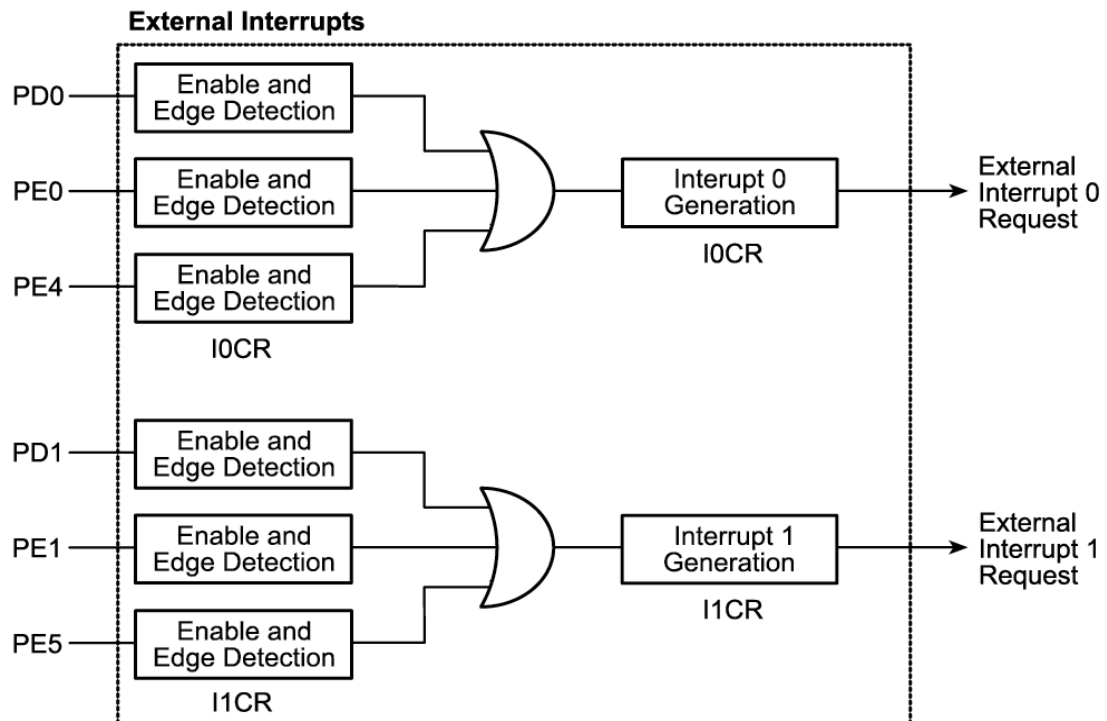 External Interrupts
PD0
Enable and
Edge Detection
PE0
Enable and
Edge Detection
PE4
Enable and
Edge Detection
I0CR
Interupt 0
Generation
I0CR
External
Interrupt 0
Request
PD1
Enable and
Edge Detection
PE1
Enable and
Edge Detection
PE5
Enable and
Edge Detection
I1CR
Interrupt 1
Generation
I1CR
External
Interrupt 1
Request